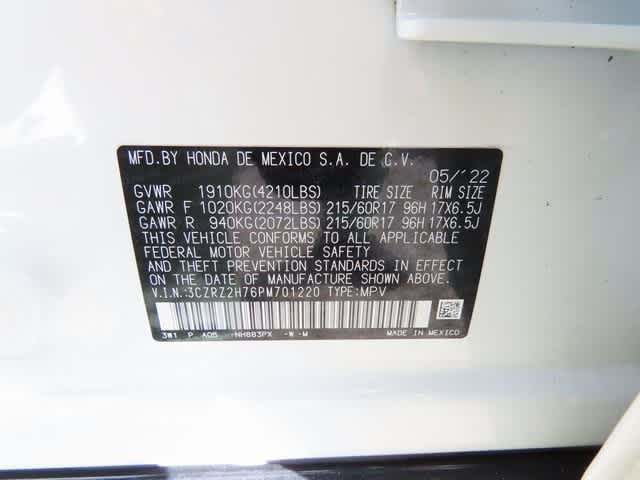 MFD.BY HONDA DE MEXICO S.A. DE C.V.
05/'22
GVWR 1910KG(4210LBS) TIRE SIZE RIM SIZE
GAWR F 1020KG(2248LBS) 215/60R17 96H 17X6.5J
GAWR R 940KG(2072LBS) 215/60R17 96H 17X6.5J
THIS VEHICLE CONFORMS TO ALL APPLICABLE
FEDERAL MOTOR VEHICLE SAFETY
AND THEFT PREVENTION STANDARDS IN EFFECT
ON THE DATE OF MANUFACTURE SHOWN ABOVE.
V.I.N.:3CZRZ2H76PM701220 TYPE:MPV
3W1 P A05 NH883PX -W-M MADE IN MEXICO